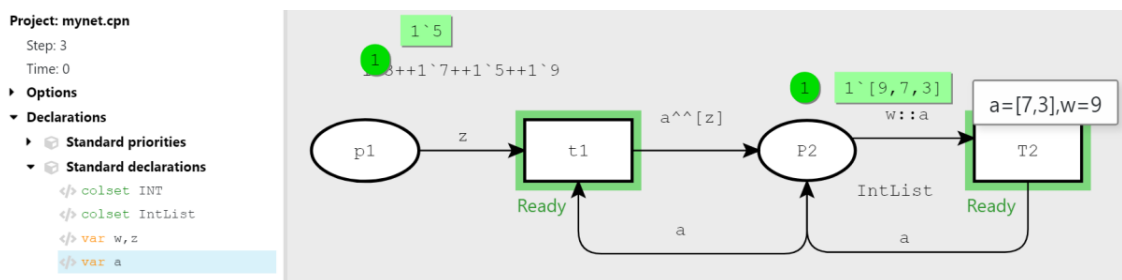 Project: mynet.cpn
Step: 3
Time: 0
Options
Declarations
Standard priorities
Standard declarations
</> colset INT
</> colset IntList
</> var w,z
</> var a
1`5
1
1`3++1`7++1`5++1`9
1
1`[9,7,3]
a=[7,3],w=9
p1
z
t1
a^^[z]
P2
w::a
T2
Ready
IntList
Ready
a
a